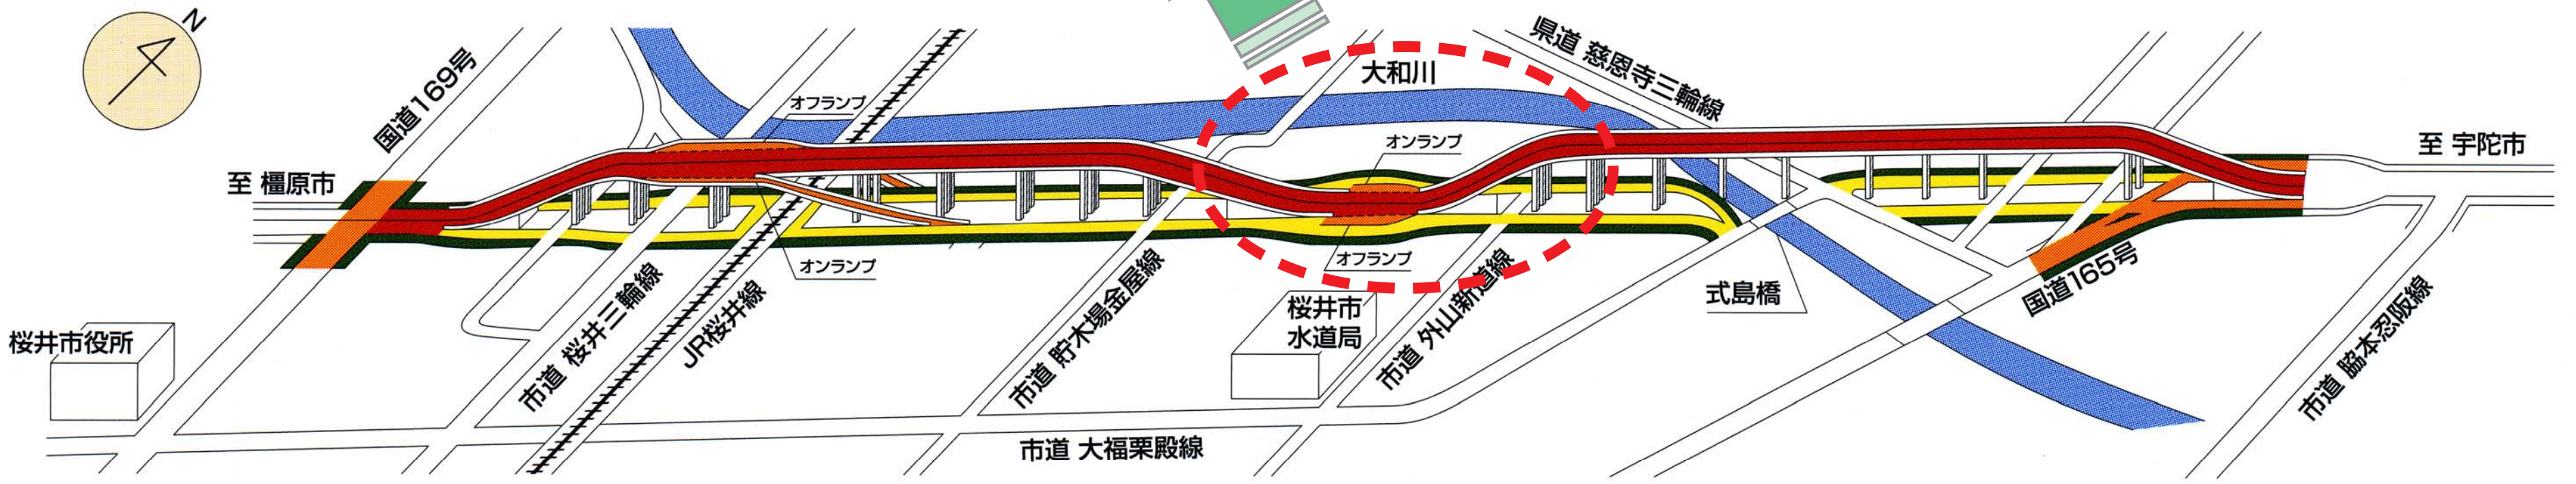 N
国道169号
至 橿原市
桜井市役所
市道 桜井三輪線
JR桜井線
オフランプ
オンランプ
市道 貯木場金屋線
市道 大福栗殿線
大和川
オンランプ
オフランプ
桜井市
水道局
市道 外山新道線
県道 慈恩寺三輪線
式島橋
国道165号
至 宇陀市
市道 脇本忍阪線